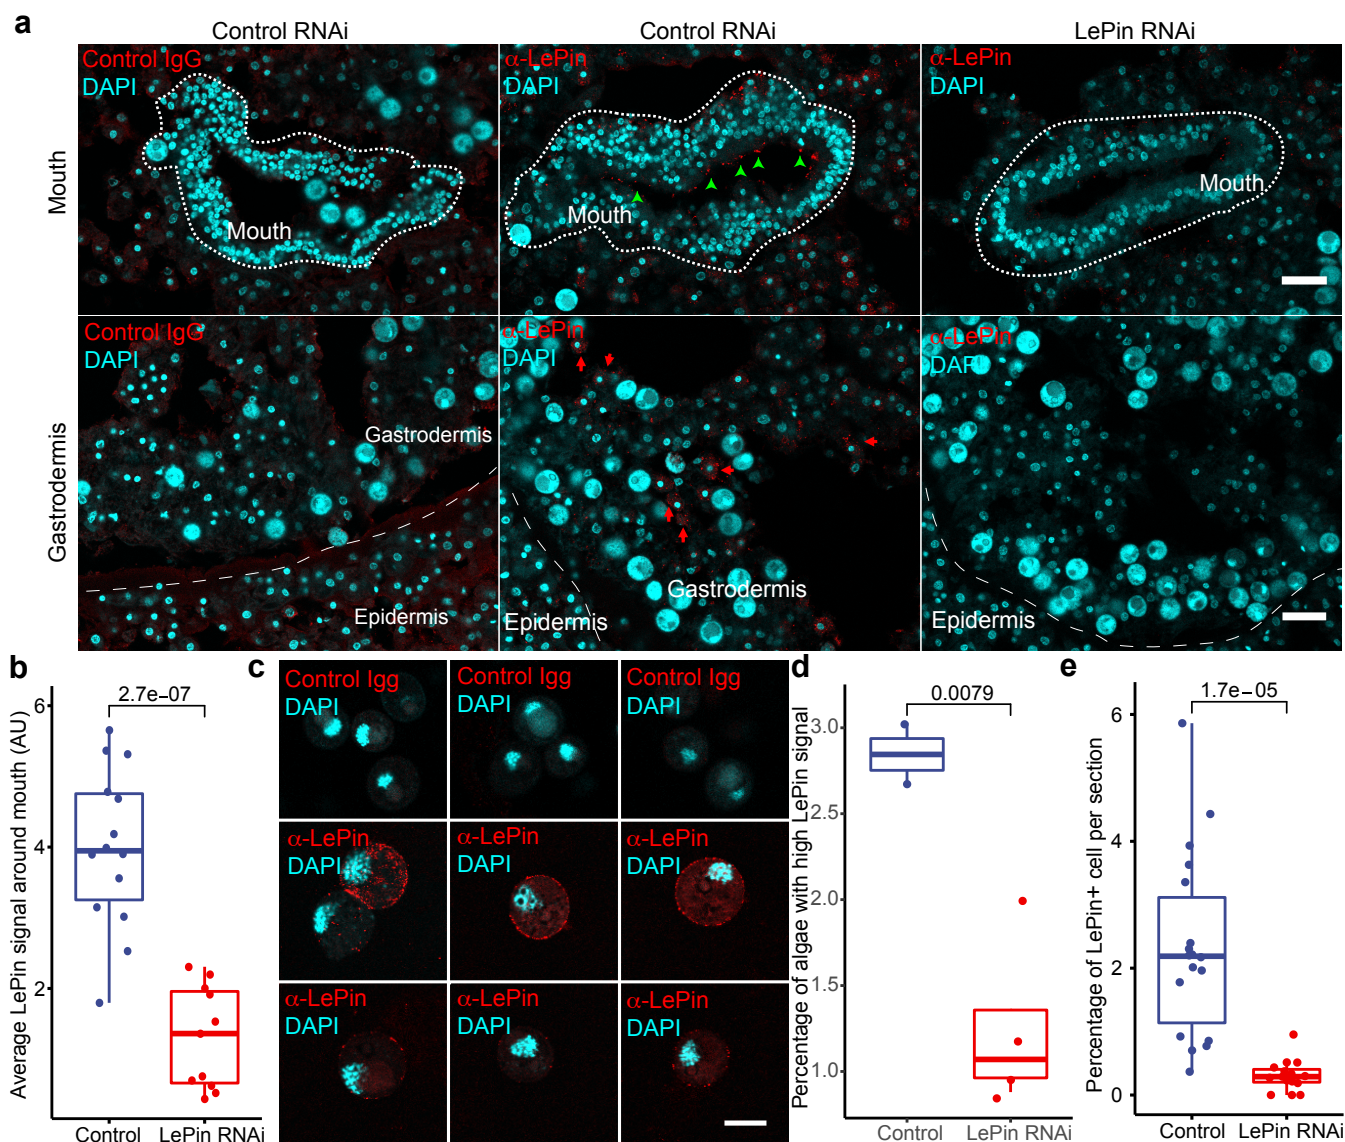 a
Control RNAi
Control RNAi
LePin RNAi
Mouth
Control IgG
DAPI
Mouth
α-LePin
DAPI
Mouth
α-LePin
DAPI
Mouth
Gastrodermis
Control IgG
DAPI
Gastrodermis
Epidermis
α-LePin
DAPI
Gastrodermis
Epidermis
α-LePin
DAPI
Epidermis
b
Average LePin signal around mouth (AU)
2.7e−07
6
4
2
Control
LePin RNAi
c
Control Igg
DAPI
Control Igg
DAPI
Control Igg
DAPI
α-LePin
DAPI
α-LePin
DAPI
α-LePin
DAPI
α-LePin
DAPI
α-LePin
DAPI
α-LePin
DAPI
d
Percentage of algae with high LePin signal
0.0079
3.0
2.5
2.0
1.5
1.0
Control
LePin RNAi
e
Percentage of LePin+ cell per section
1.7e−05
6
4
2
0
Control
LePin RNAi